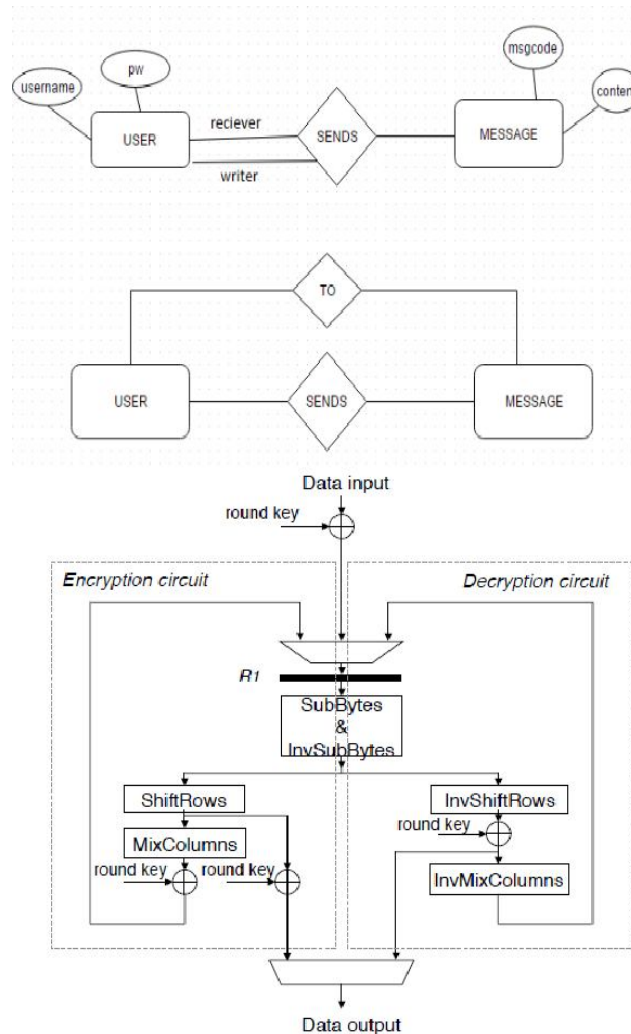 msgcode
pw
username
conten
USER
reciever
SENDS
MESSAGE
writer
TO
USER
SENDS
MESSAGE
Data input
round key
Encryption circuit
Decryption circuit
R1
SubBytes
&
InvSubBytes
ShiftRows
InvShiftRows
MixColumns
round key
round key
round key
InvMixColumns
Data output